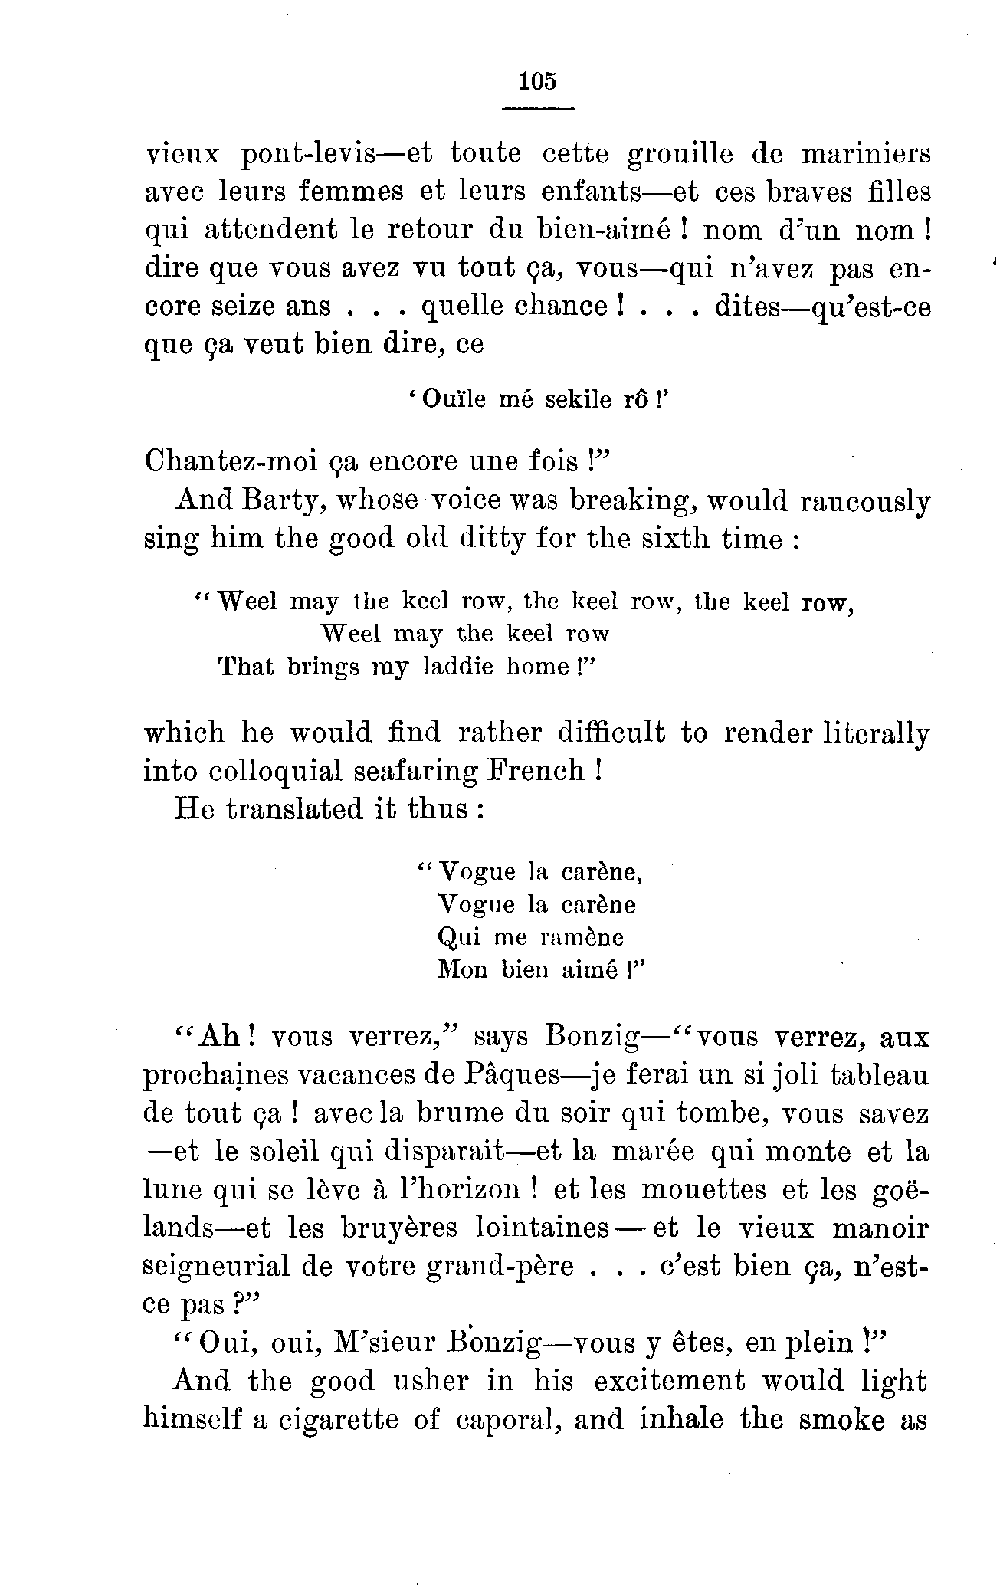 105
vieux pont-levis—et toute cette grouille de mariniers
avec leurs femmes et leurs enfants—et ces braves filles
qui attendent le retour du bien-aimé ! nom d'un nom !
dire que vous avez vu tout ça, vous—qui n'avez pas en-
core seize ans . . . quelle chance ! . . . dites—qu'est-ce
que ça veut bien dire, ce
‘ Ouïle mé sekile rô !’
Chantez-moi ça encore une fois !”
And Barty, whose voice was breaking, would raucously
sing him the good old ditty for the sixth time :
“ Weel may the keel row, the keel row, the keel row,
Weel may the keel row
That brings my laddie home !”
which he would find rather difficult to render literally
into colloquial seafaring French !
He translated it thus :
“ Vogue la carène,
Vogue la carène
Qui me ramène
Mon bien aimé !”
“Ah ! vous verrez,” says Bonzig—“vous verrez, aux
prochaines vacances de Pâques—je ferai un si joli tableau
de tout ça ! avec la brume du soir qui tombe, vous savez
—et le soleil qui disparait—et la marée qui monte et la
lune qui se lève à l'horizon ! et les mouettes et les goë-
lands—et les bruyères lointaines—et le vieux manoir
seigneurial de votre grand-père . . . c'est bien ça, n'est-
ce pas ?”
“ Oui, oui, M'sieur Bonzig—vous y êtes, en plein !”
And the good usher in his excitement would light
himself a cigarette of caporal, and inhale the smoke as